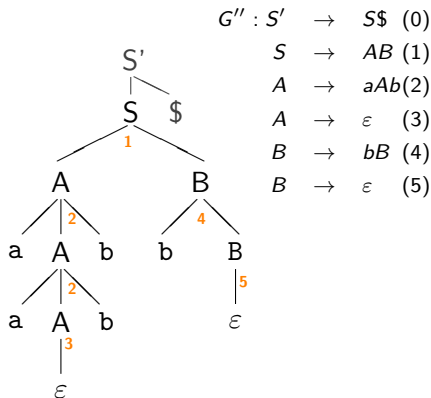 G'' : S' → S$ (0)
S → AB (1)
A → aAb (2)
A → ε (3)
B → bB (4)
B → ε (5)
S'
S $
1
A B
2 4
a A b b B
2 5
a A b ε
3
ε